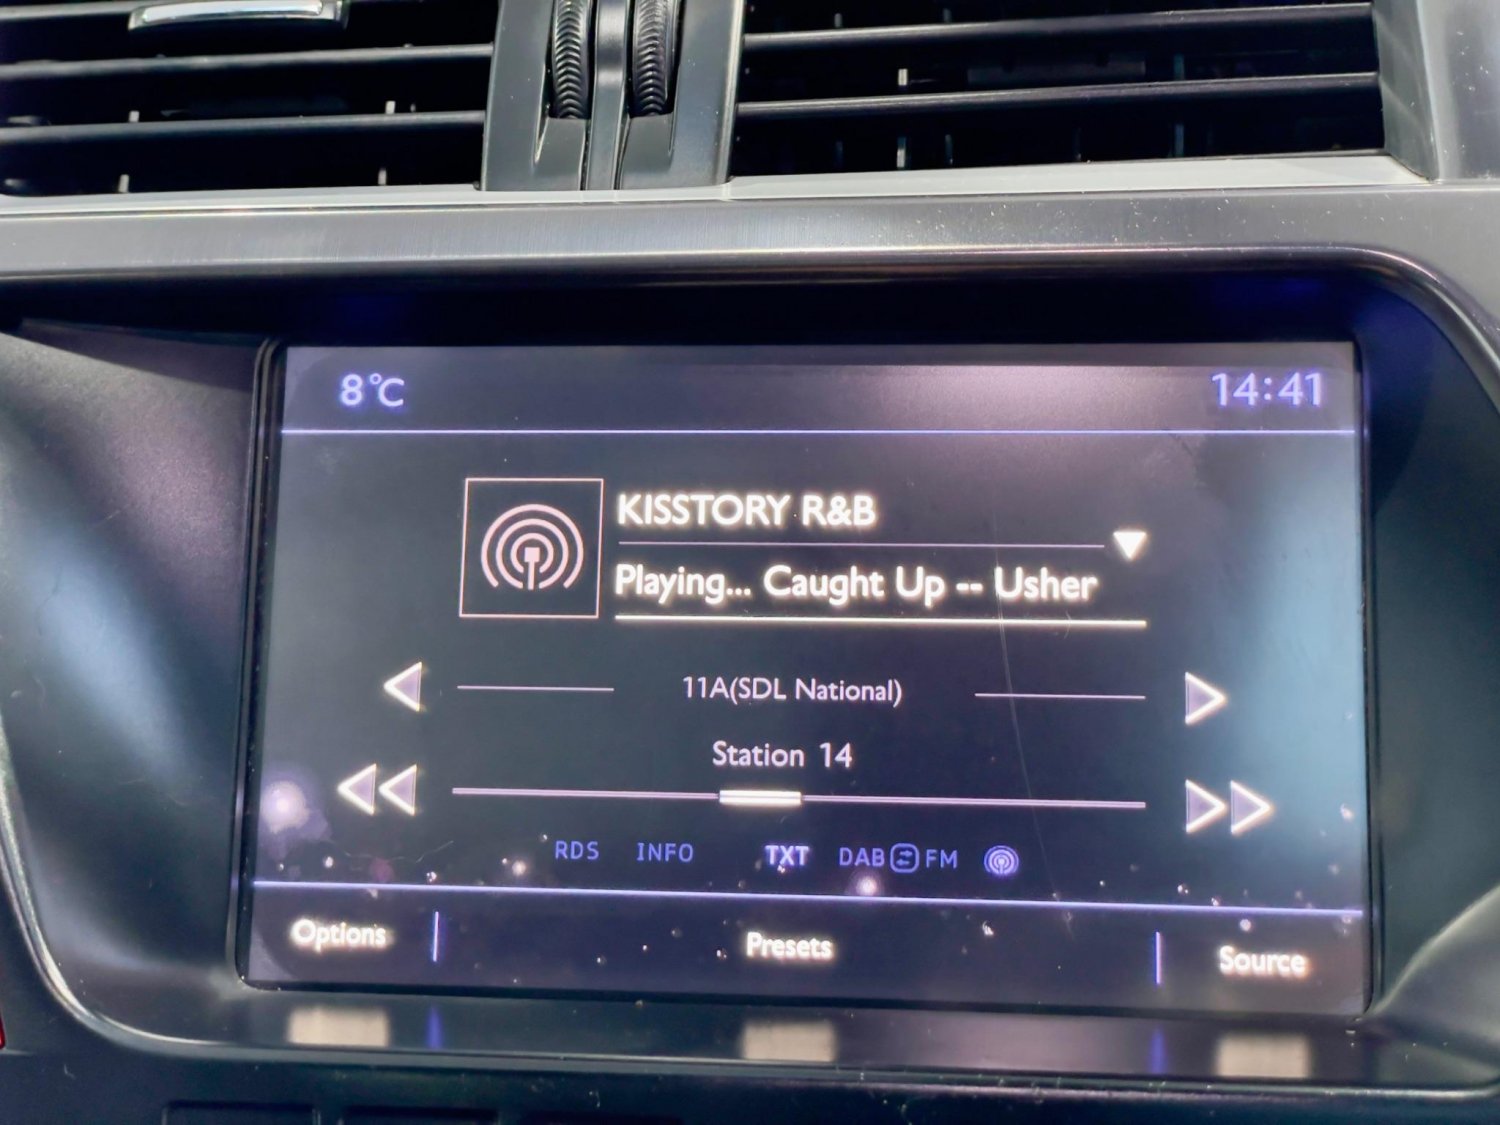 8°C 14:41
KISSTORY R&B
Playing... Caught Up -- Usher
11A(SDL National)
Station 14
RDS INFO TXT DAB FM
Options Presets Source